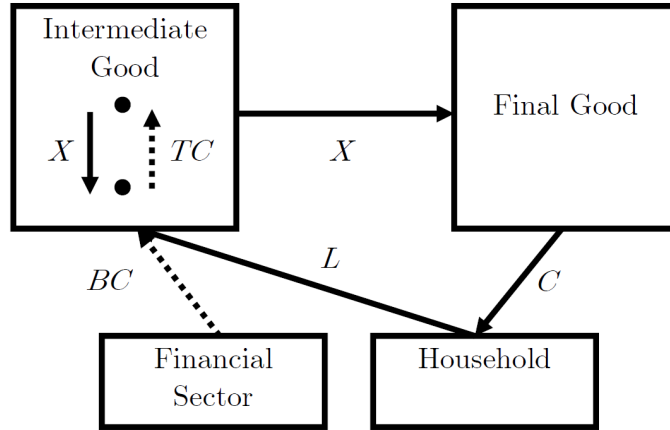 Intermediate
Good
X
TC
X
Final Good
L
BC
C
Financial
Sector
Household